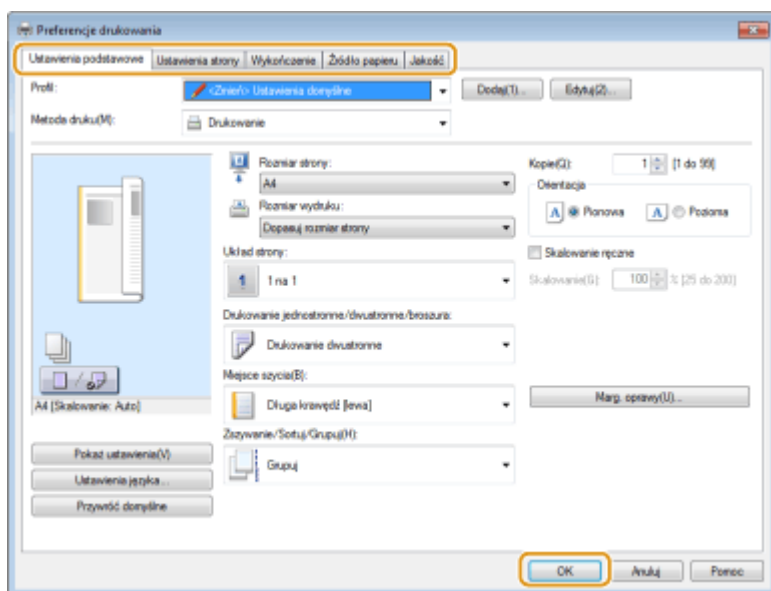 Preferencje drukowania
Ustawienia podstawowe Ustawienia strony Wykończenie Źródło papieru Jakość
Profil: <Zmień> Ustawienia domyślne Dodaj(1)... Edytuj(2)...
Metoda druku(M): Drukowanie
Rozmiar strony: Kopie(Q): 1 [1 do 99]
A4 Orientacja
Rozmiar wydruku: A Pionowa A Pozioma
Dopasuj rozmiar strony
Układ strony: Skalowanie ręczne
1 1 na 1 Skalowanie(G): 100 % [25 do 200]
Drukowanie jednostronne/dwustronne/broszura:
Drukowanie dwustronne
Miejsce szycia(B):
A4 [Skalowanie: Auto] Długa krawędź [lewa] Marg. oprawy(U)...
Zszywanie/Sortuj/Grupuj(H):
Pokaż ustawienia(V) Grupuj
Ustawienia języka...
Przywróć domyślne
OK Anuluj Pomoc